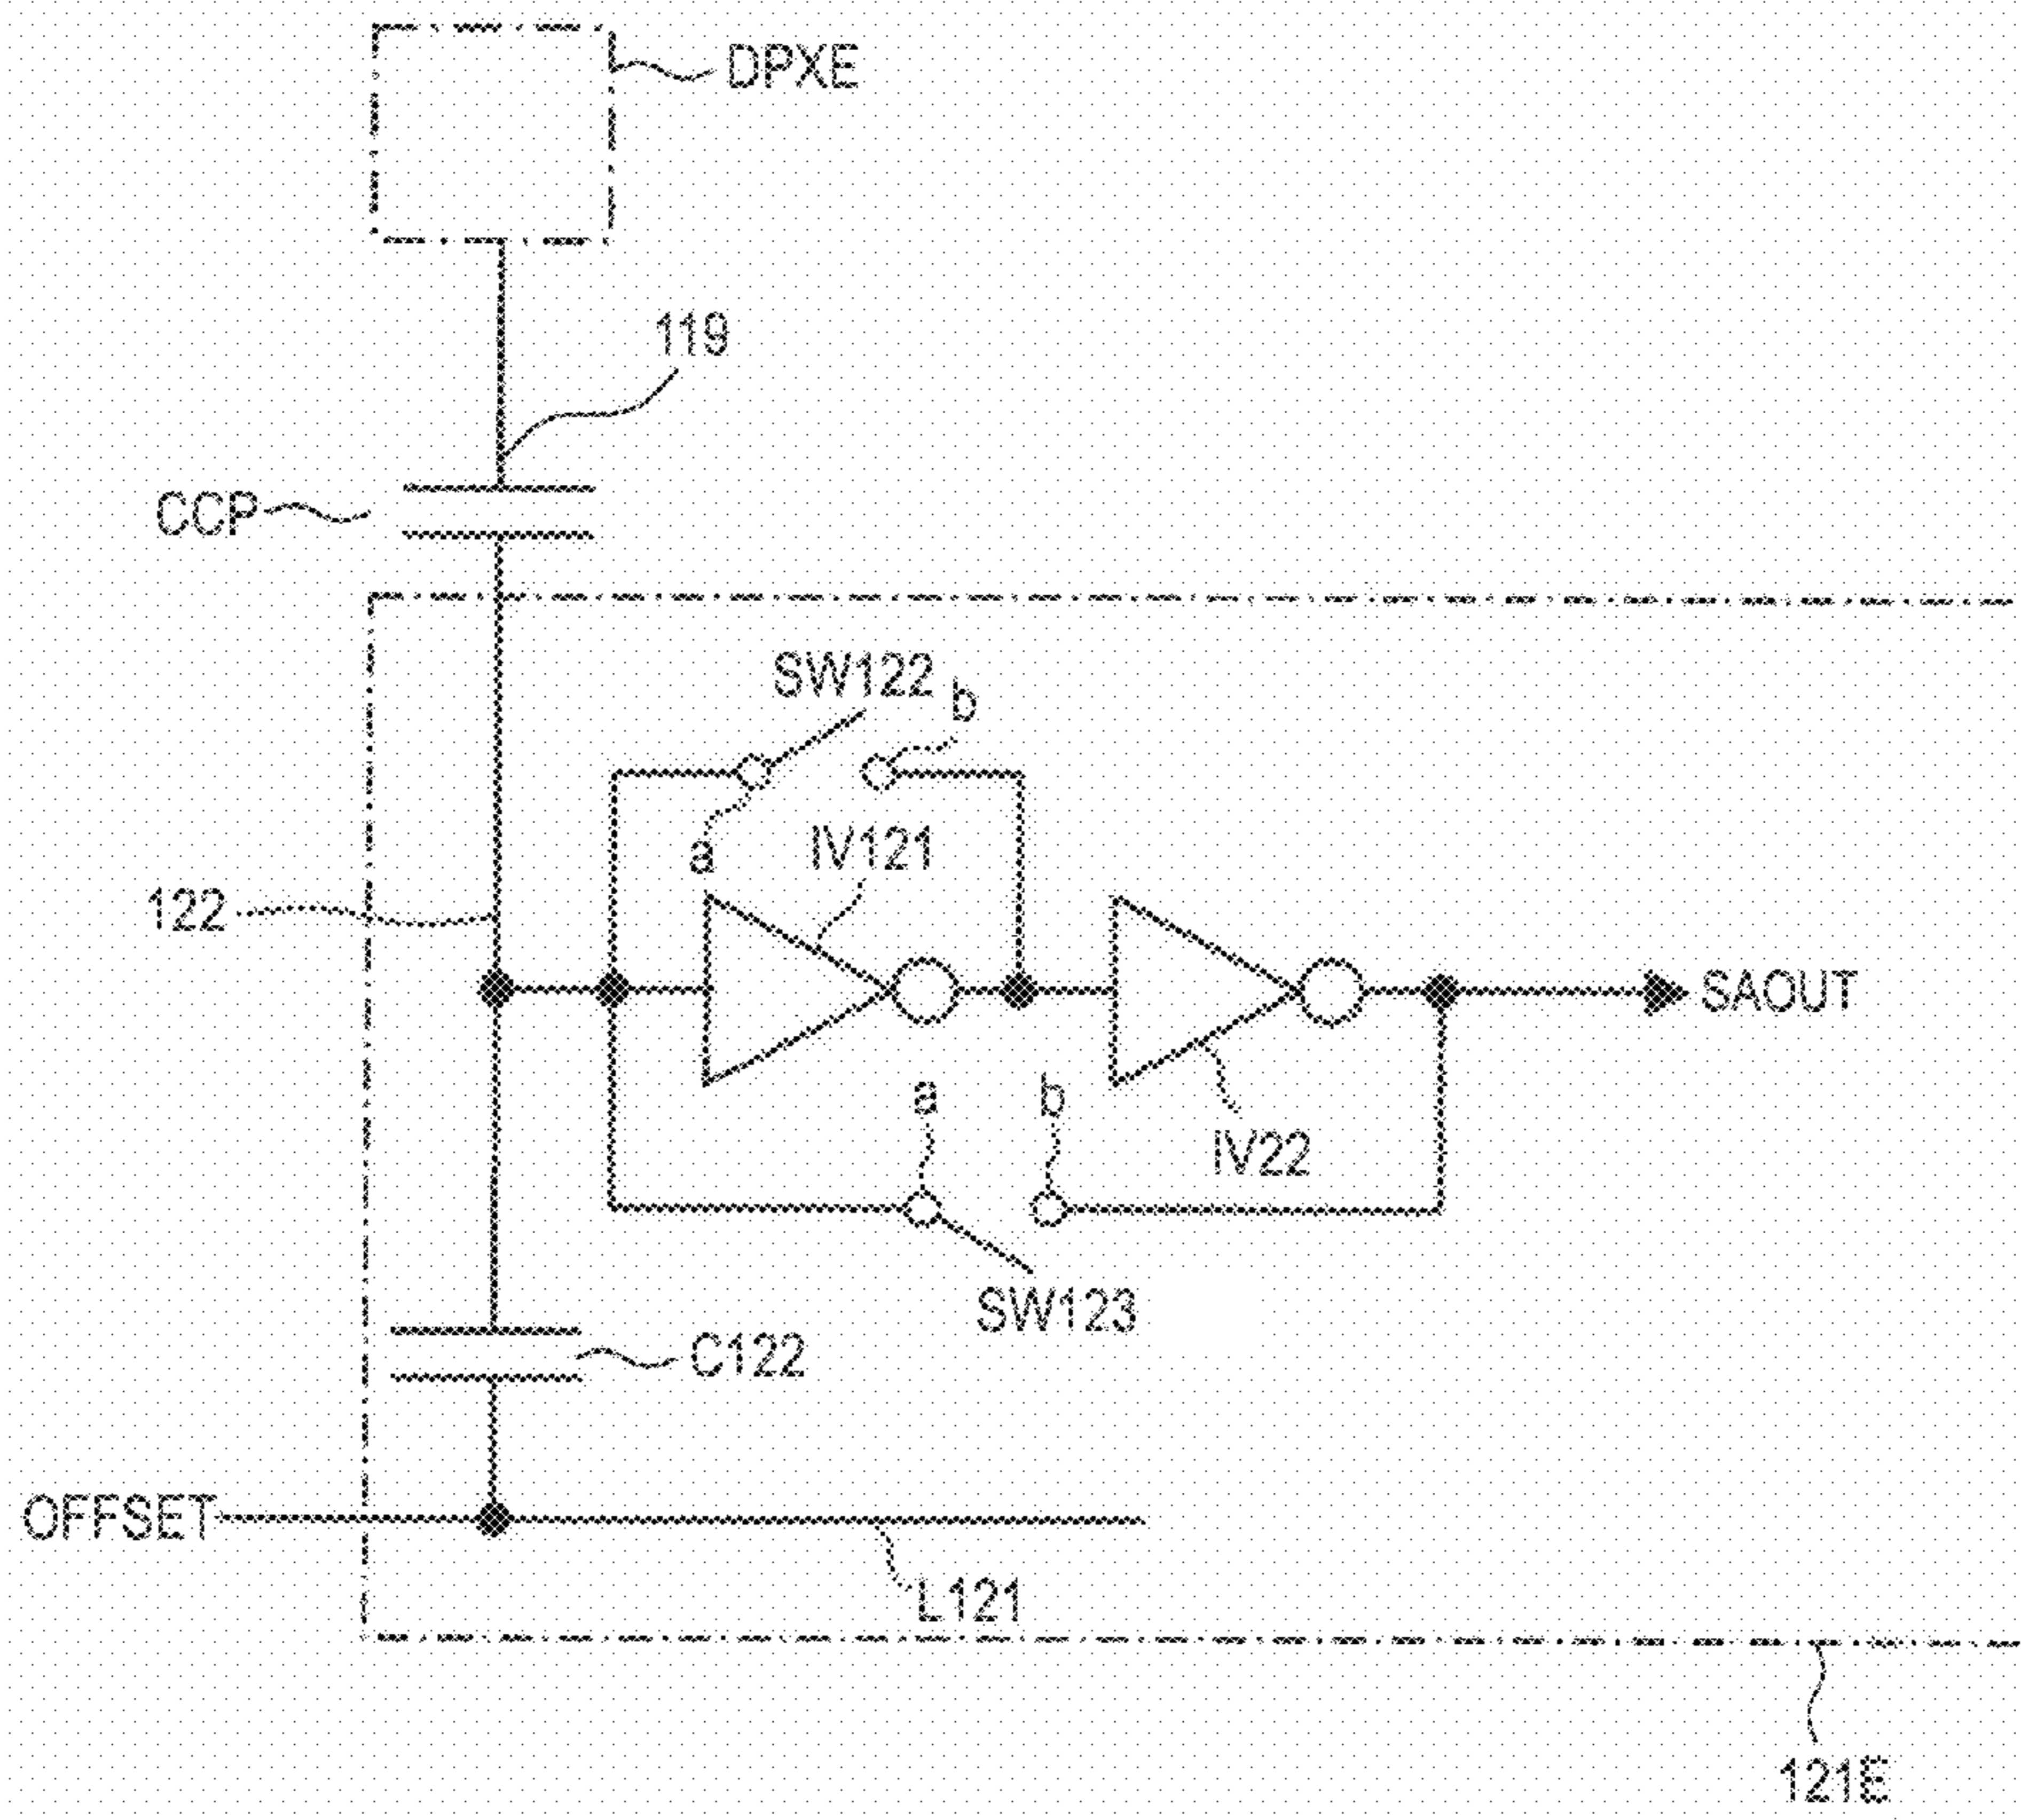 DPXE
119
CCP
SW122
b
a
IV121
122
SAOUT
a
b
IV22
SW123
C122
OFFSET
L121
121E